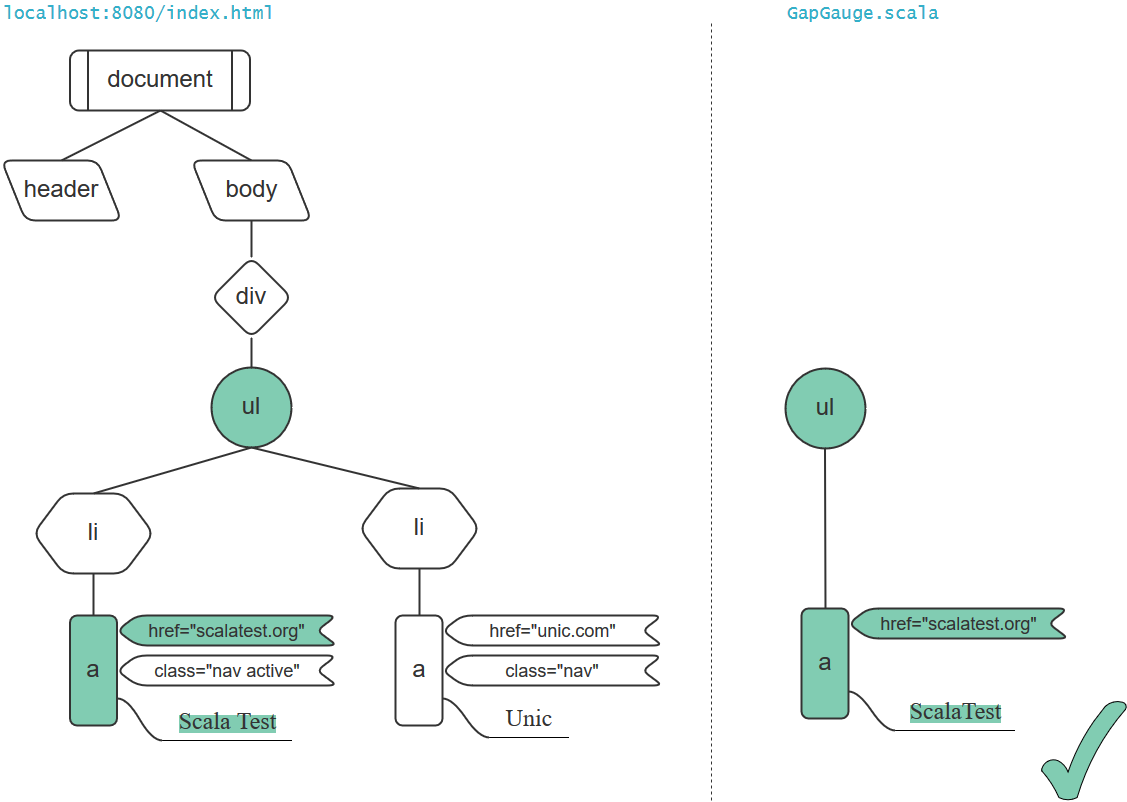 localhost:8080/index.html
GapGauge.scala
document
header
body
div
ul
ul
li
li
a
href="scalatest.org"
class="nav active"
Scala Test
a
href="unic.com"
class="nav"
Unic
a
href="scalatest.org"
ScalaTest